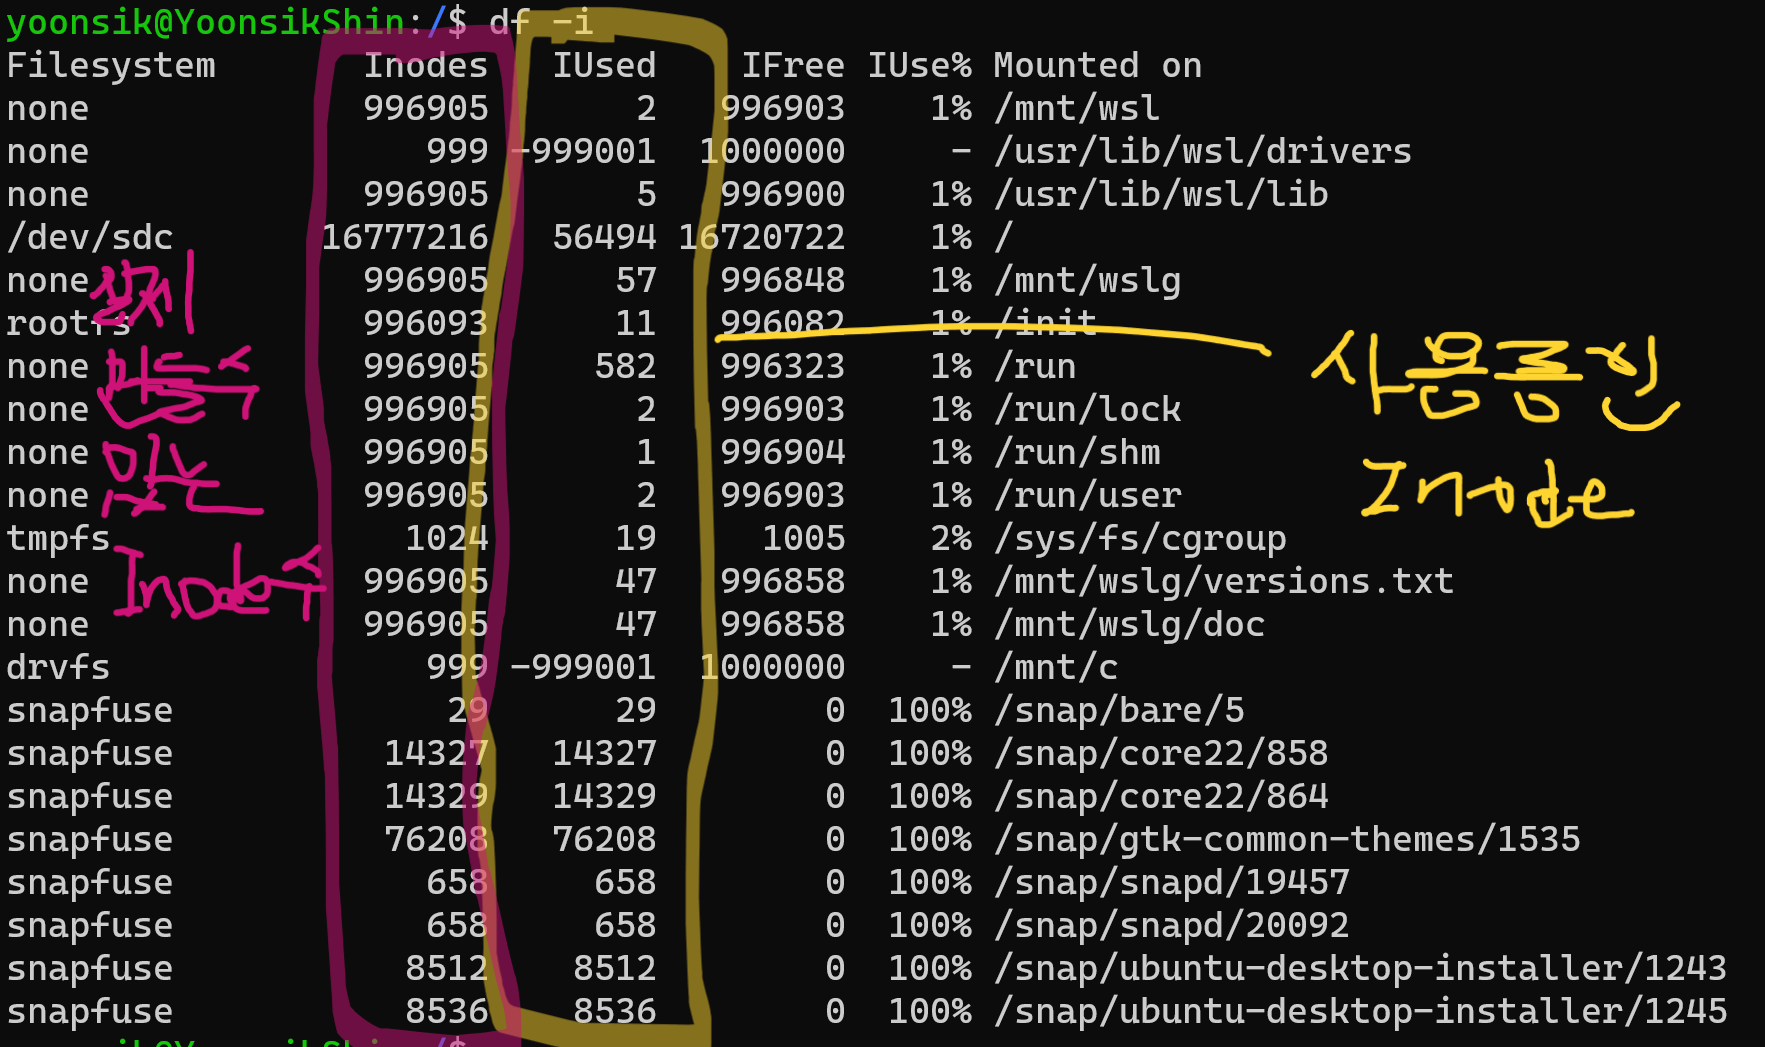 yoonsik@YoonsikShin:/$ df -i
Filesystem Inodes IUsed IFree IUse% Mounted on
none 996905 2 996903 1% /mnt/wsl
none 999 -999001 1000000 - /usr/lib/wsl/drivers
none 996905 5 996900 1% /usr/lib/wsl/lib
/dev/sdc 16777216 56494 16720722 1% /
none 996905 57 996848 1% /mnt/wslg
rootfs 996093 11 996082 1% /init
none 996905 582 996323 1% /run
none 996905 2 996903 1% /run/lock
none 996905 1 996904 1% /run/shm
none 996905 2 996903 1% /run/user
tmpfs 1024 19 1005 2% /sys/fs/cgroup
none 996905 47 996858 1% /mnt/wslg/versions.txt
none 996905 47 996858 1% /mnt/wslg/doc
drvfs 999 -999001 1000000 - /mnt/c
snapfuse 29 29 0 100% /snap/bare/5
snapfuse 14327 14327 0 100% /snap/core22/858
snapfuse 14329 14329 0 100% /snap/core22/864
snapfuse 76208 76208 0 100% /snap/gtk-common-themes/1535
snapfuse 658 658 0 100% /snap/snapd/19457
snapfuse 658 658 0 100% /snap/snapd/20092
snapfuse 8512 8512 0 100% /snap/ubuntu-desktop-installer/1243
snapfuse 8536 8536 0 100% /snap/ubuntu-desktop-installer/1245
yoonsik@YoonsikShin:/$
있는
Inode수
사용중인
Inode